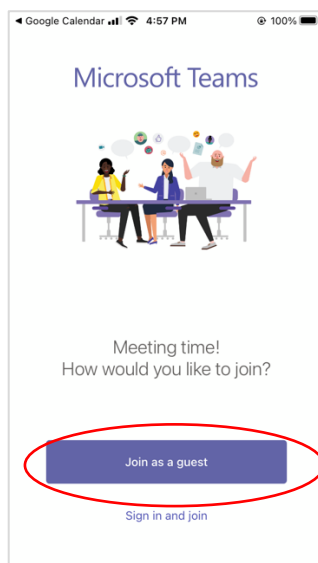 Google Calendar 4:57 PM 100%
Microsoft Teams
Meeting time!
How would you like to join?
Join as a guest
Sign in and join